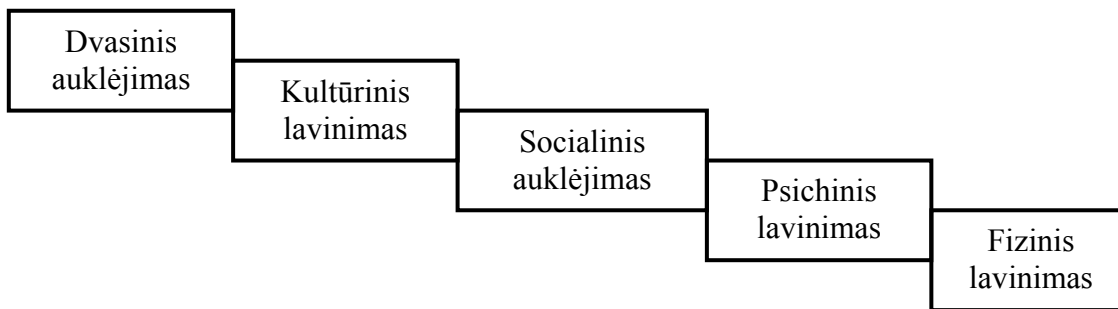 Dvasinis
auklėjimas
Kultūrinis
lavinimas
Socialinis
auklėjimas
Psichinis
lavinimas
Fizinis
lavinimas